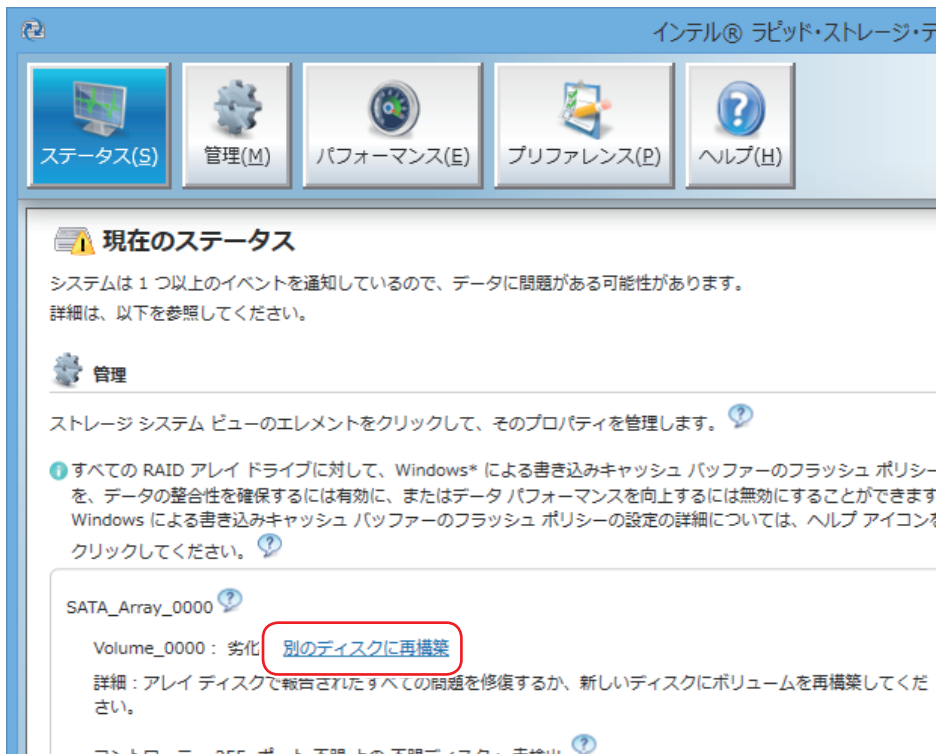 インテル® ラピッド・ストレージ・テ
ステータス(S)
管理(M)
パフォーマンス(E)
プリファレンス(P)
ヘルプ(H)
現在のステータス
システムは 1 つ以上のイベントを通知しているので、データに問題がある可能性があります。
詳細は、以下を参照してください。
管理
ストレージ システム ビューのエレメントをクリックして、そのプロパティを管理します。
すべての RAID アレイ ドライブに対して、Windows* による書き込みキャッシュ バッファーのフラッシュ ポリシー
を、データの整合性を確保するには有効に、またはデータ パフォーマンスを向上するには無効にすることができます
Windows による書き込みキャッシュ バッファーのフラッシュ ポリシーの設定の詳細については、ヘルプ アイコンを
クリックしてください。
SATA_Array_0000
Volume_0000： 劣化 別のディスクに再構築
詳細：アレイ ディスクで報告されたすべての問題を修復するか、新しいディスクにボリュームを再構築してくだ
さい。